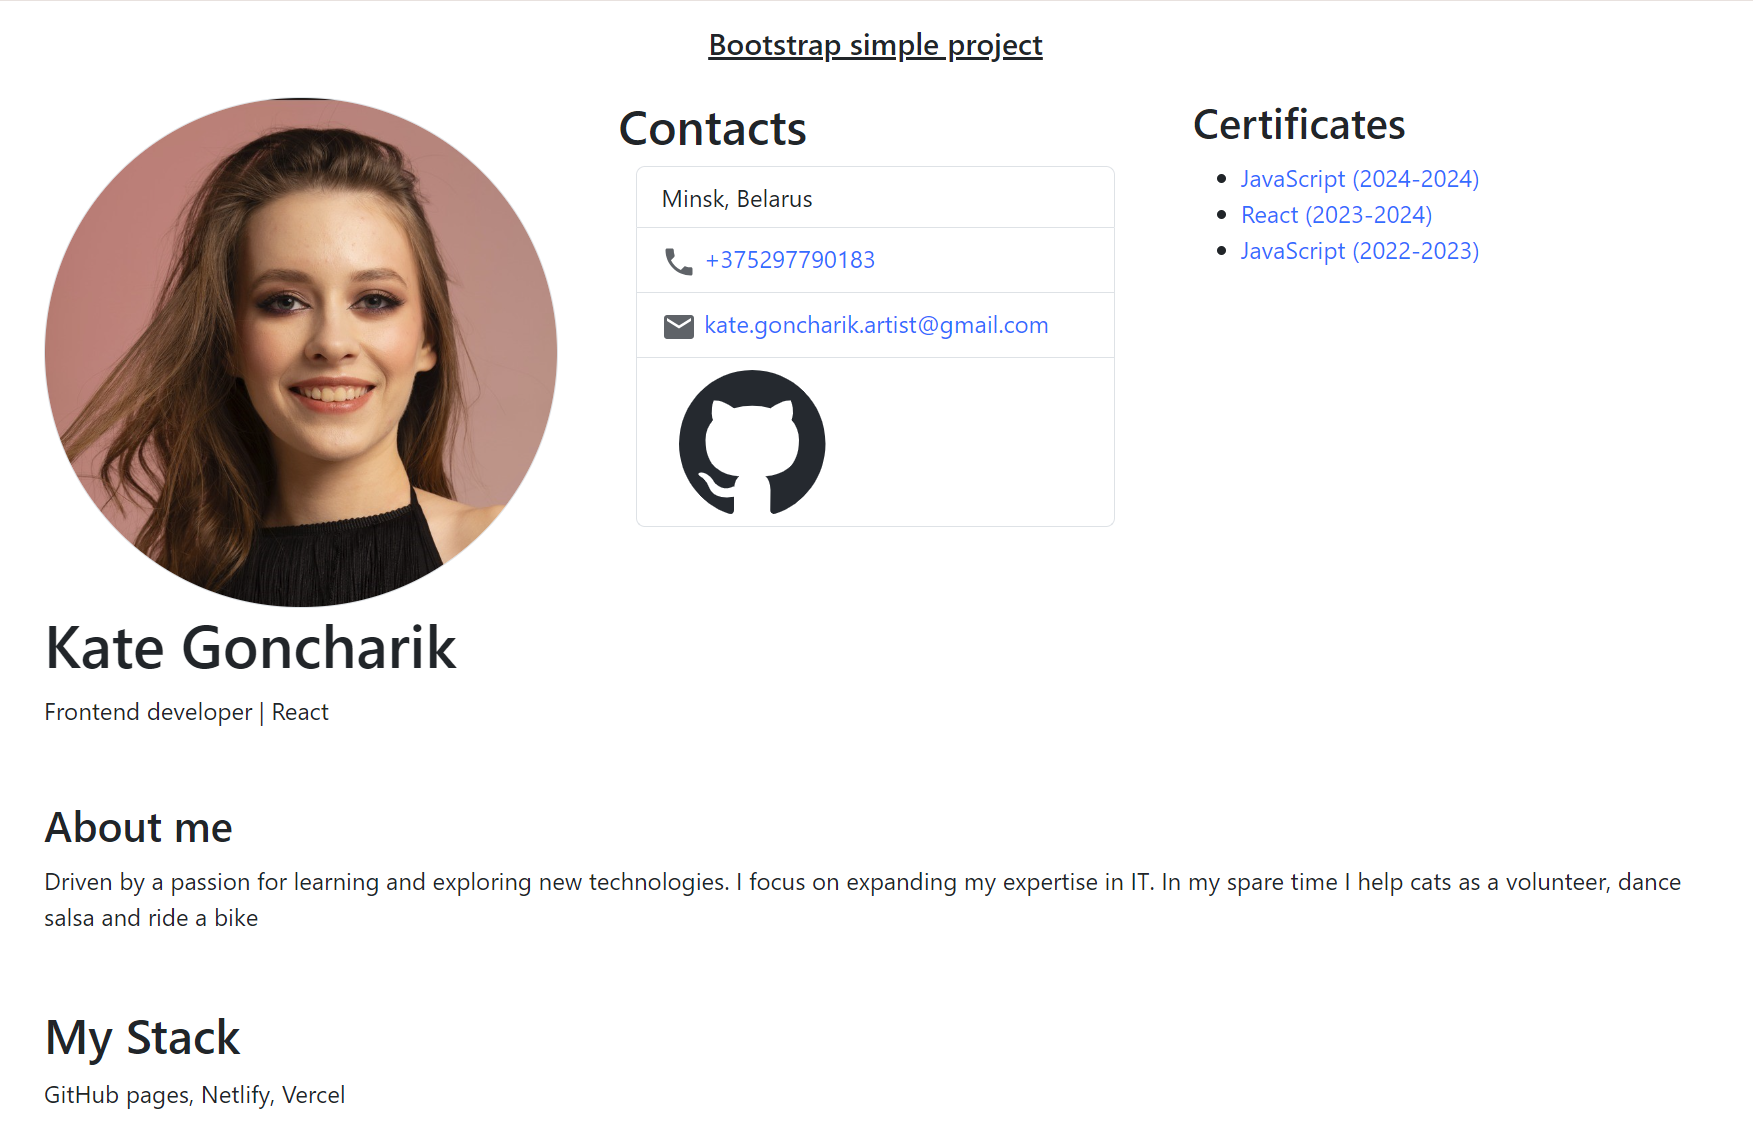 Bootstrap simple project
Kate Goncharik
Frontend developer | React
Contacts
Minsk, Belarus
+375297790183
kate.goncharik.artist@gmail.com
Certificates
JavaScript (2024-2024)
React (2023-2024)
JavaScript (2022-2023)
About me
Driven by a passion for learning and exploring new technologies. I focus on expanding my expertise in IT. In my spare time I help cats as a volunteer, dance
salsa and ride a bike
My Stack
GitHub pages, Netlify, Vercel